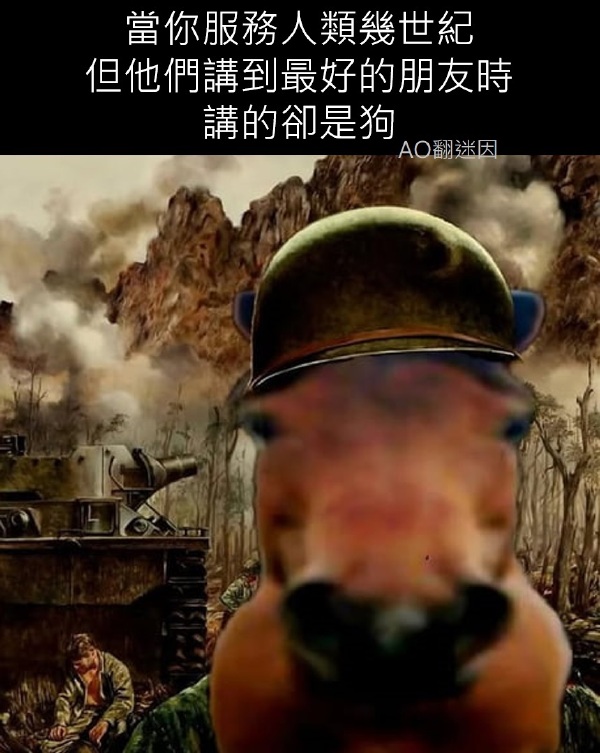 當你服務人類幾世紀
但他們講到最好的朋友時
講的卻是狗
AO翻迷因